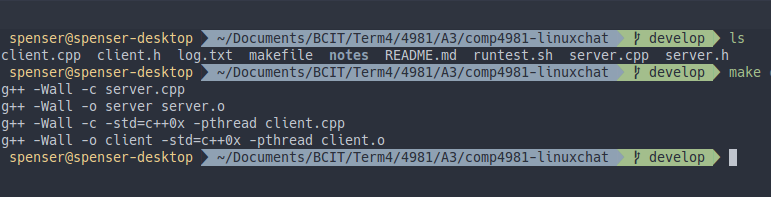 spenser@spenser-desktop ~/Documents/BCIT/Term4/4981/A3/comp4981-linuxchat develop ls
client.cpp client.h log.txt makefile notes README.md runtest.sh server.cpp server.h
spenser@spenser-desktop ~/Documents/BCIT/Term4/4981/A3/comp4981-linuxchat develop make
g++ -Wall -c server.cpp
g++ -Wall -o server server.o
g++ -Wall -c -std=c++0x -pthread client.cpp
g++ -Wall -o client -std=c++0x -pthread client.o
spenser@spenser-desktop ~/Documents/BCIT/Term4/4981/A3/comp4981-linuxchat develop